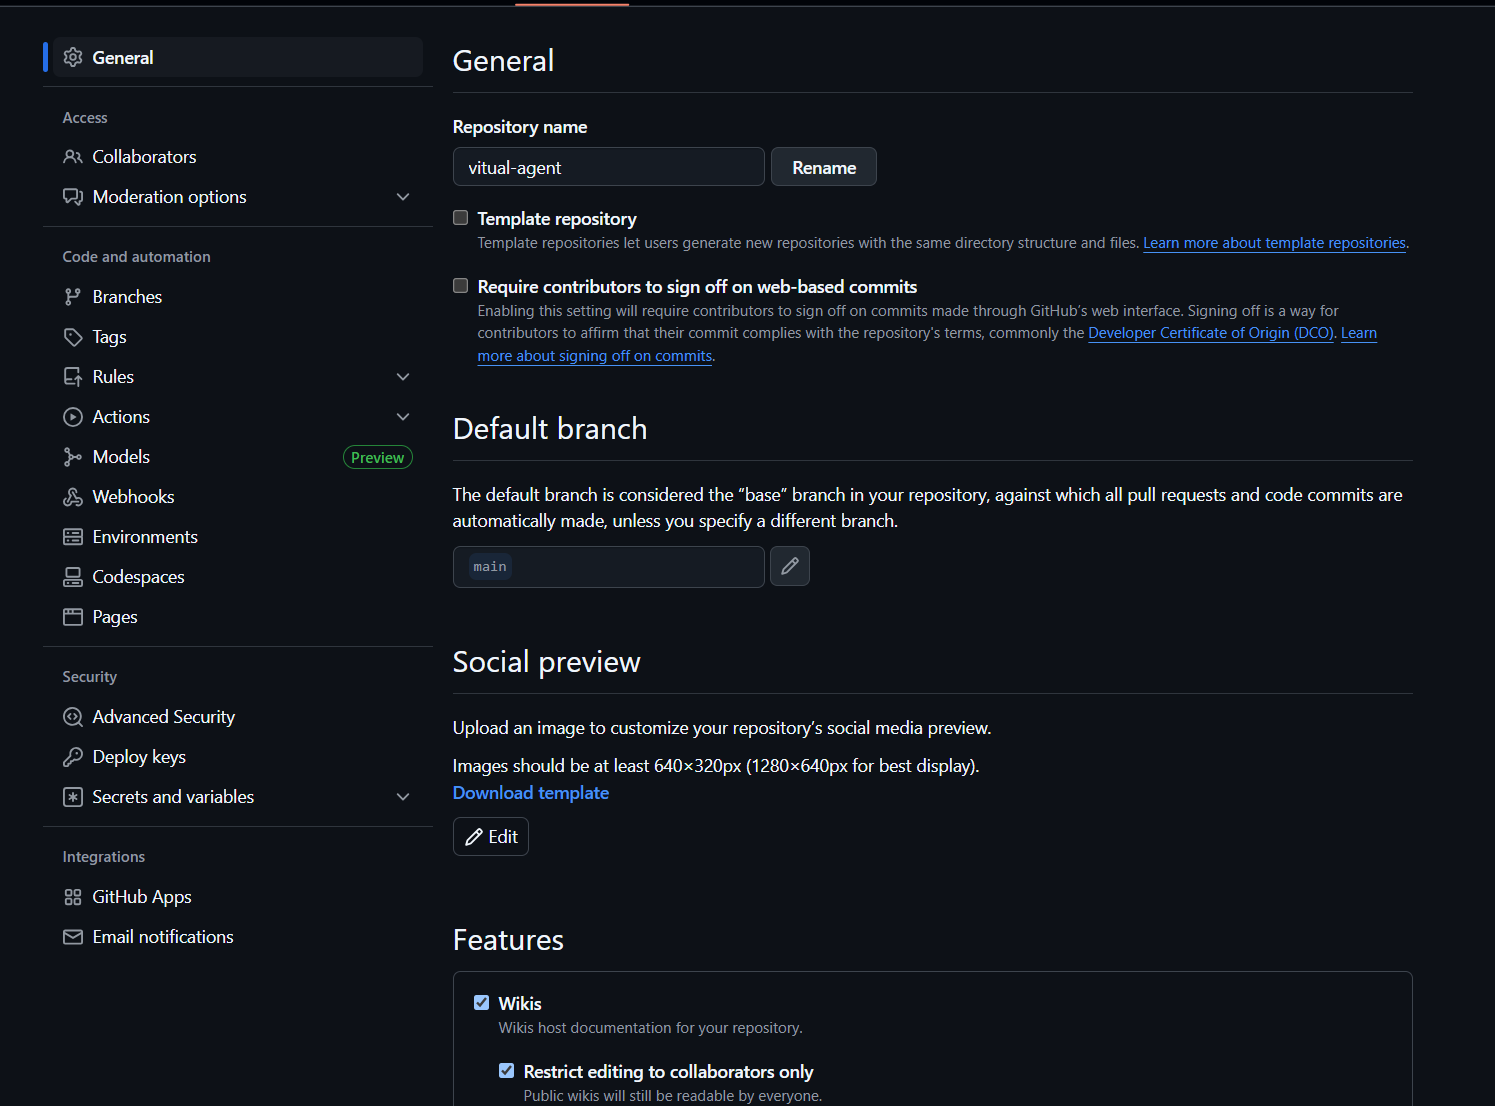 General
Access
Collaborators
Moderation options
Code and automation
Branches
Tags
Rules
Actions
Models Preview
Webhooks
Environments
Codespaces
Pages
Security
Advanced Security
Deploy keys
Secrets and variables
Integrations
GitHub Apps
Email notifications
General
Repository name
vitual-agent Rename
Template repository
Template repositories let users generate new repositories with the same directory structure and files. Learn more about template repositories.
Require contributors to sign off on web-based commits
Enabling this setting will require contributors to sign off on commits made through GitHub's web interface. Signing off is a way for
contributors to affirm that their commit complies with the repository's terms, commonly the Developer Certificate of Origin (DCO). Learn
more about signing off on commits.
Default branch
The default branch is considered the “base” branch in your repository, against which all pull requests and code commits are
automatically made, unless you specify a different branch.
main
Social preview
Upload an image to customize your repository’s social media preview.
Images should be at least 640×320px (1280×640px for best display).
Download template
Edit
Features
Wikis
Wikis host documentation for your repository.
Restrict editing to collaborators only
Public wikis will still be readable by everyone.